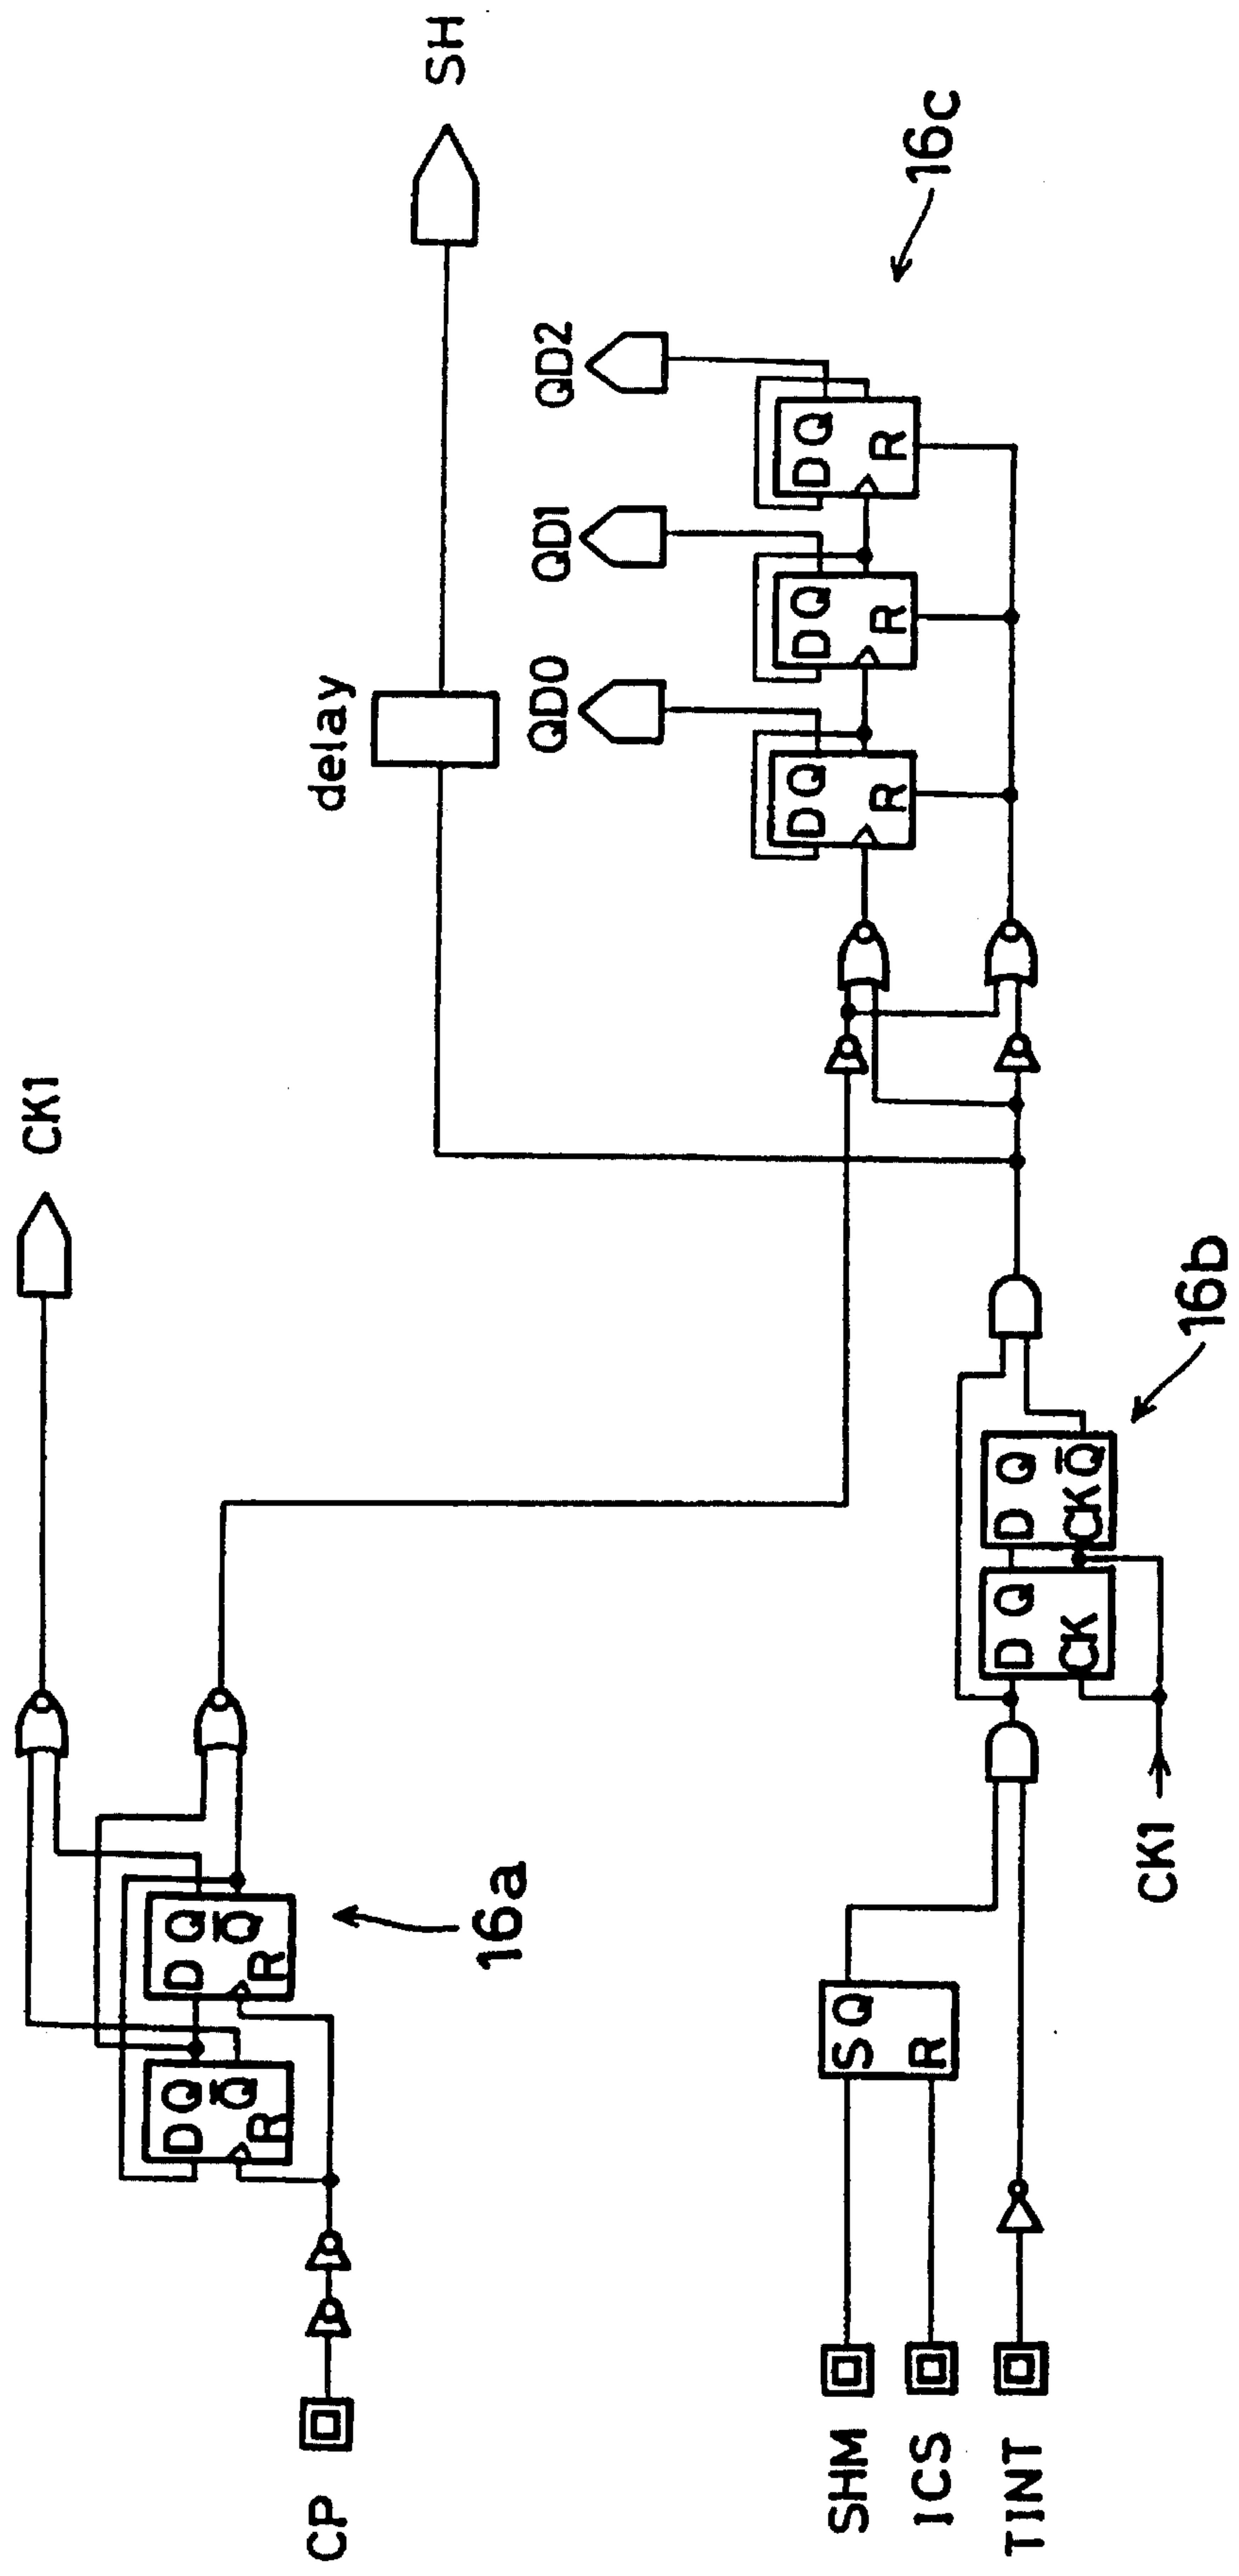 CK1
SH
delay
QD0
QD1
QD2
CP
D Q
Q̅
R
D Q
Q̅
R
16a
D Q
R
D Q
R
D Q
R
16c
SHM
ICS
TINT
S Q
R
D Q
CK
D Q
CK Q̅
CK1
16b